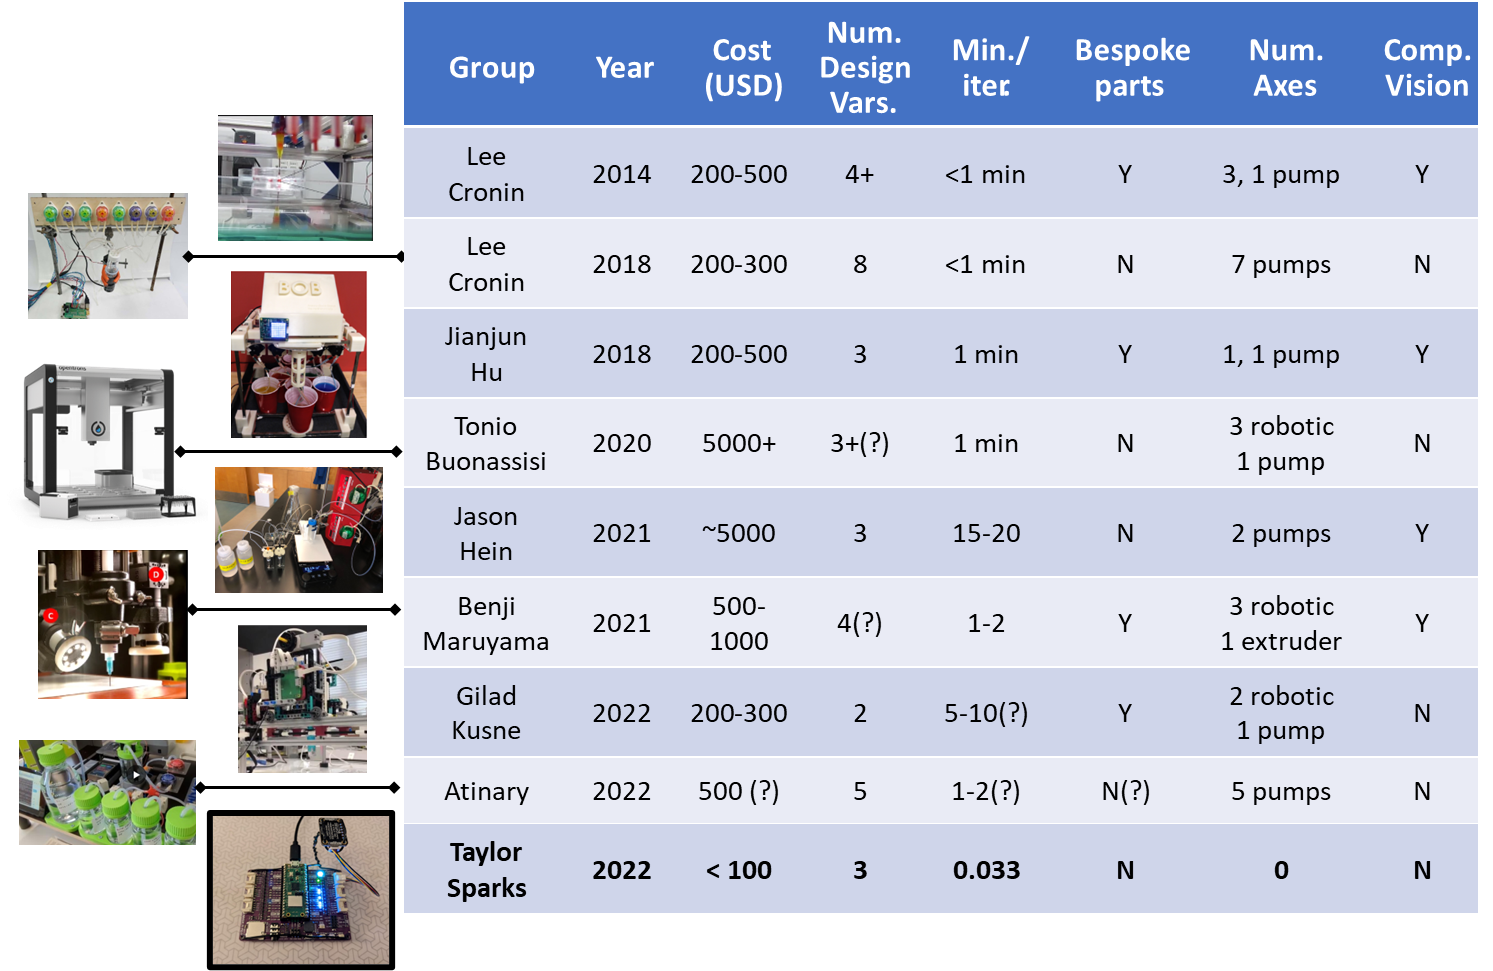 Group Year Cost (USD) Num. Design Vars. Min./ iter. Bespoke parts Num. Axes Comp. Vision
Lee Cronin 2014 200-500 4+ <1 min Y 3, 1 pump Y
Lee Cronin 2018 200-300 8 <1 min N 7 pumps N
Jianjun Hu 2018 200-500 3 1 min Y 1, 1 pump Y
Tonio Buonassisi 2020 5000+ 3+(?) 1 min N 3 robotic 1 pump N
Jason Hein 2021 ~5000 3 15-20 N 2 pumps Y
Benji Maruyama 2021 500-1000 4(?) 1-2 Y 3 robotic 1 extruder Y
Gilad Kusne 2022 200-300 2 5-10(?) Y 2 robotic 1 pump N
Atinary 2022 500 (?) 5 1-2(?) N(?) 5 pumps N
Taylor Sparks 2022 < 100 3 0.033 N 0 N
BOB
opentrons
D
C